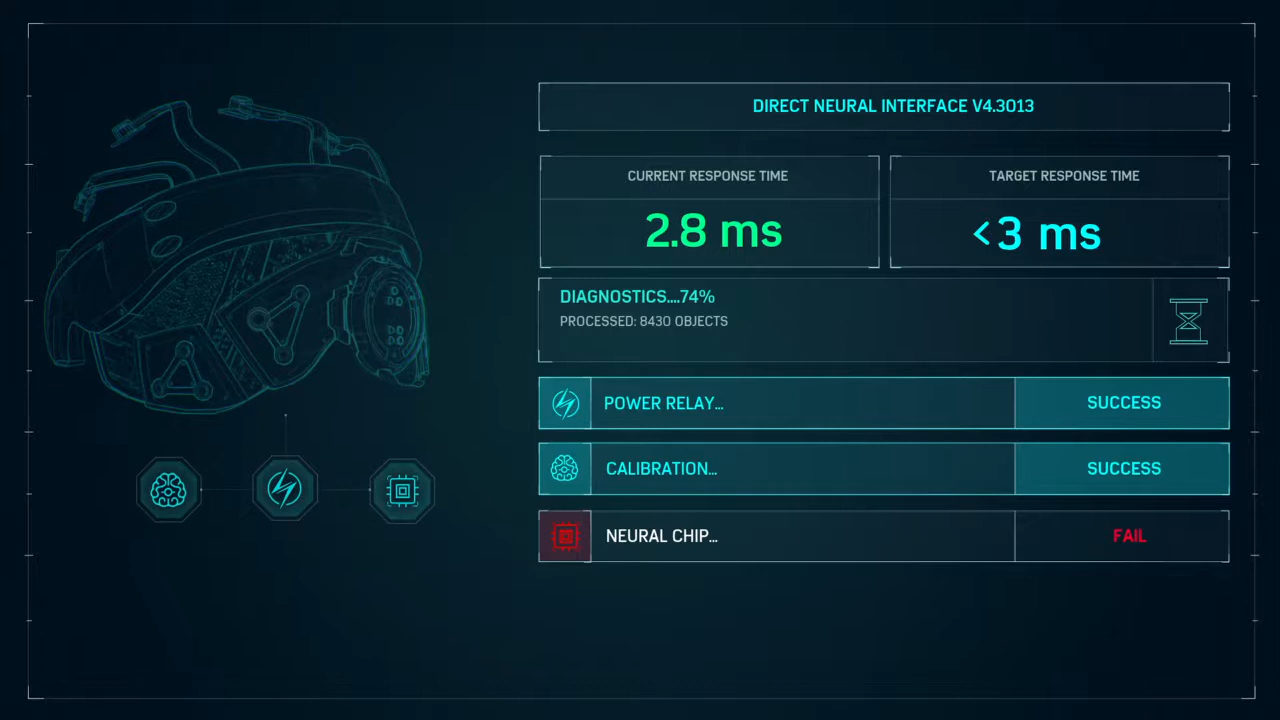 DIRECT NEURAL INTERFACE V4.3013
CURRENT RESPONSE TIME
2.8 ms
TARGET RESPONSE TIME
<3 ms
DIAGNOSTICS....74%
PROCESSED: 8430 OBJECTS
POWER RELAY...
SUCCESS
CALIBRATION...
SUCCESS
NEURAL CHIP...
FAIL